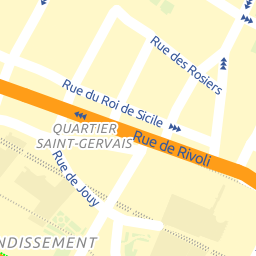 Rue des Rosiers
Rue du Roi de Sicile
QUARTIER
SAINT-GERVAIS
Rue de Rivoli
Rue de Jouy
NDISSEMENT